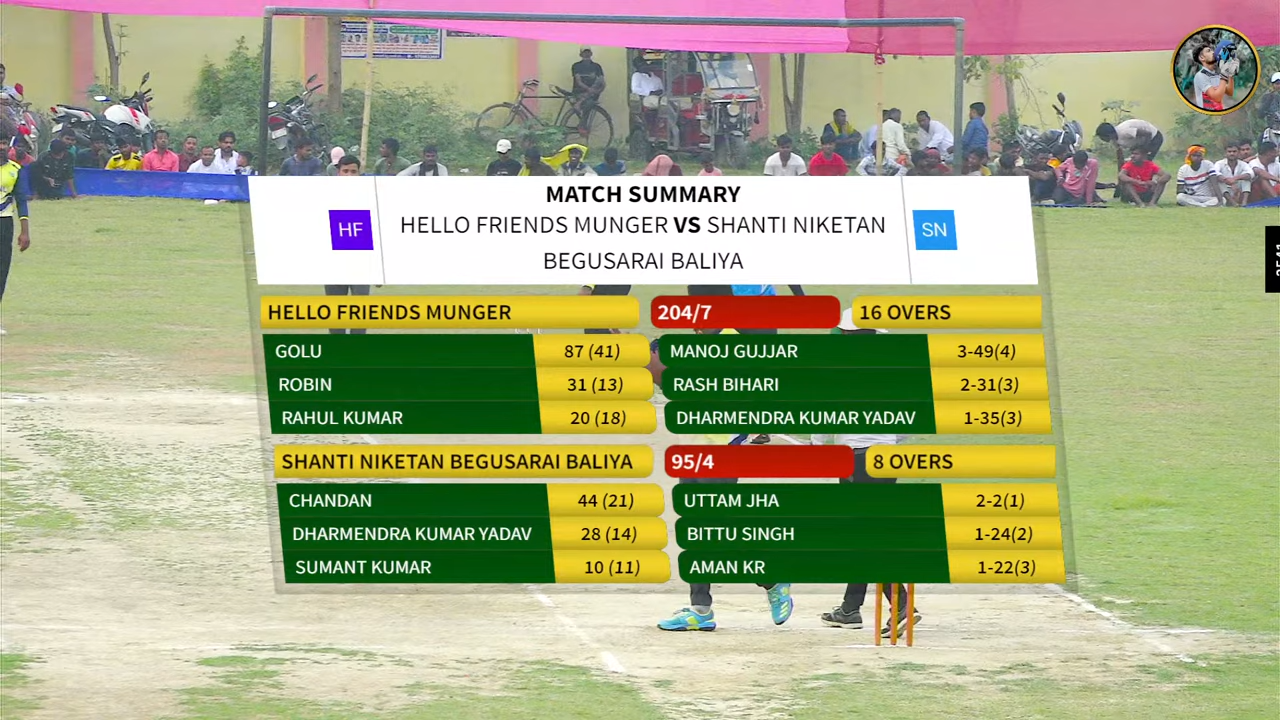 MATCH SUMMARY
HF
HELLO FRIENDS MUNGER VS SHANTI NIKETAN
BEGUSARAI BALIYA
SN
HELLO FRIENDS MUNGER 204/7 16 OVERS
GOLU 87 (41) MANOJ GUJJAR 3-49(4)
ROBIN 31 (13) RASH BIHARI 2-31(3)
RAHUL KUMAR 20 (18) DHARMENDRA KUMAR YADAV 1-35(3)
SHANTI NIKETAN BEGUSARAI BALIYA 95/4 8 OVERS
CHANDAN 44 (21) UTTAM JHA 2-2(1)
DHARMENDRA KUMAR YADAV 28 (14) BITTU SINGH 1-24(2)
SUMANT KUMAR 10 (11) AMAN KR 1-22(3)